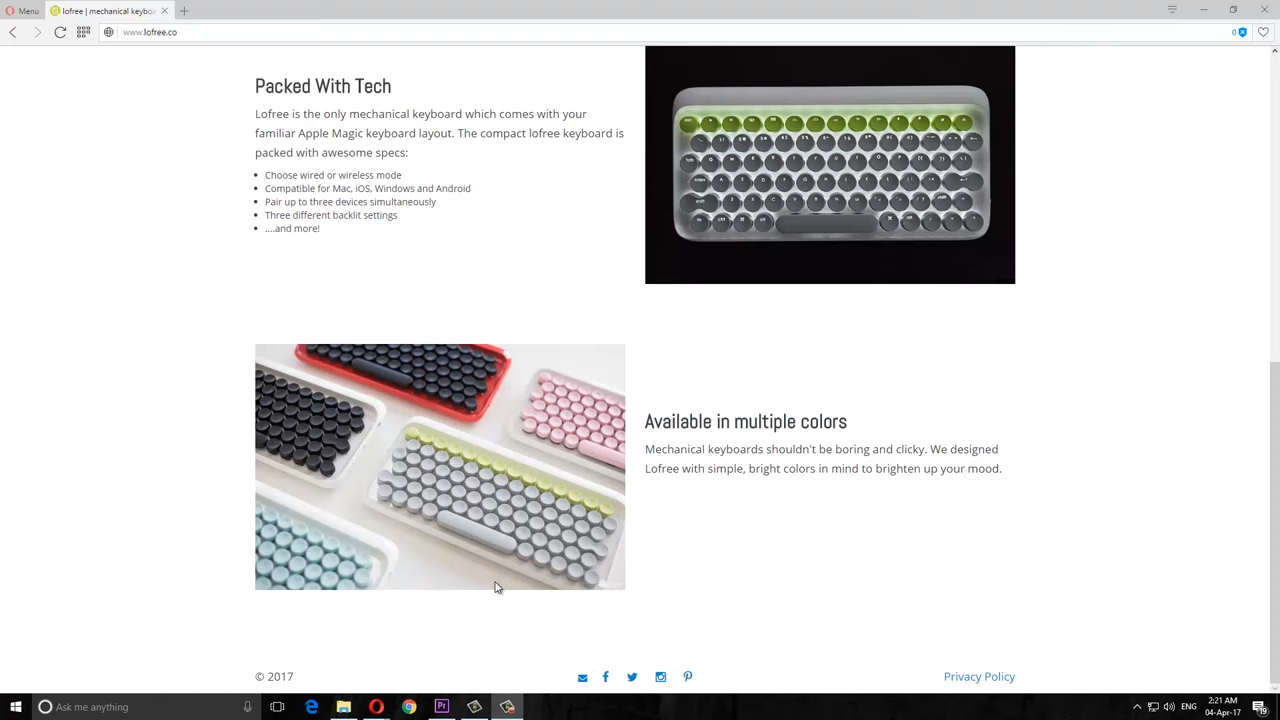 Menu
lofree | mechanical keybo
www.lofree.co
0
Packed With Tech
Lofree is the only mechanical keyboard which comes with your
familiar Apple Magic keyboard layout. The compact lofree keyboard is
packed with awesome specs:
Choose wired or wireless mode
Compatible for Mac, iOS, Windows and Android
Pair up to three devices simultaneously
Three different backlit settings
....and more!
Available in multiple colors
Mechanical keyboards shouldn't be boring and clicky. We designed
Lofree with simple, bright colors in mind to brighten up your mood.
© 2017
Privacy Policy
Ask me anything
Pr
ENG
2:21 AM
04-Apr-17